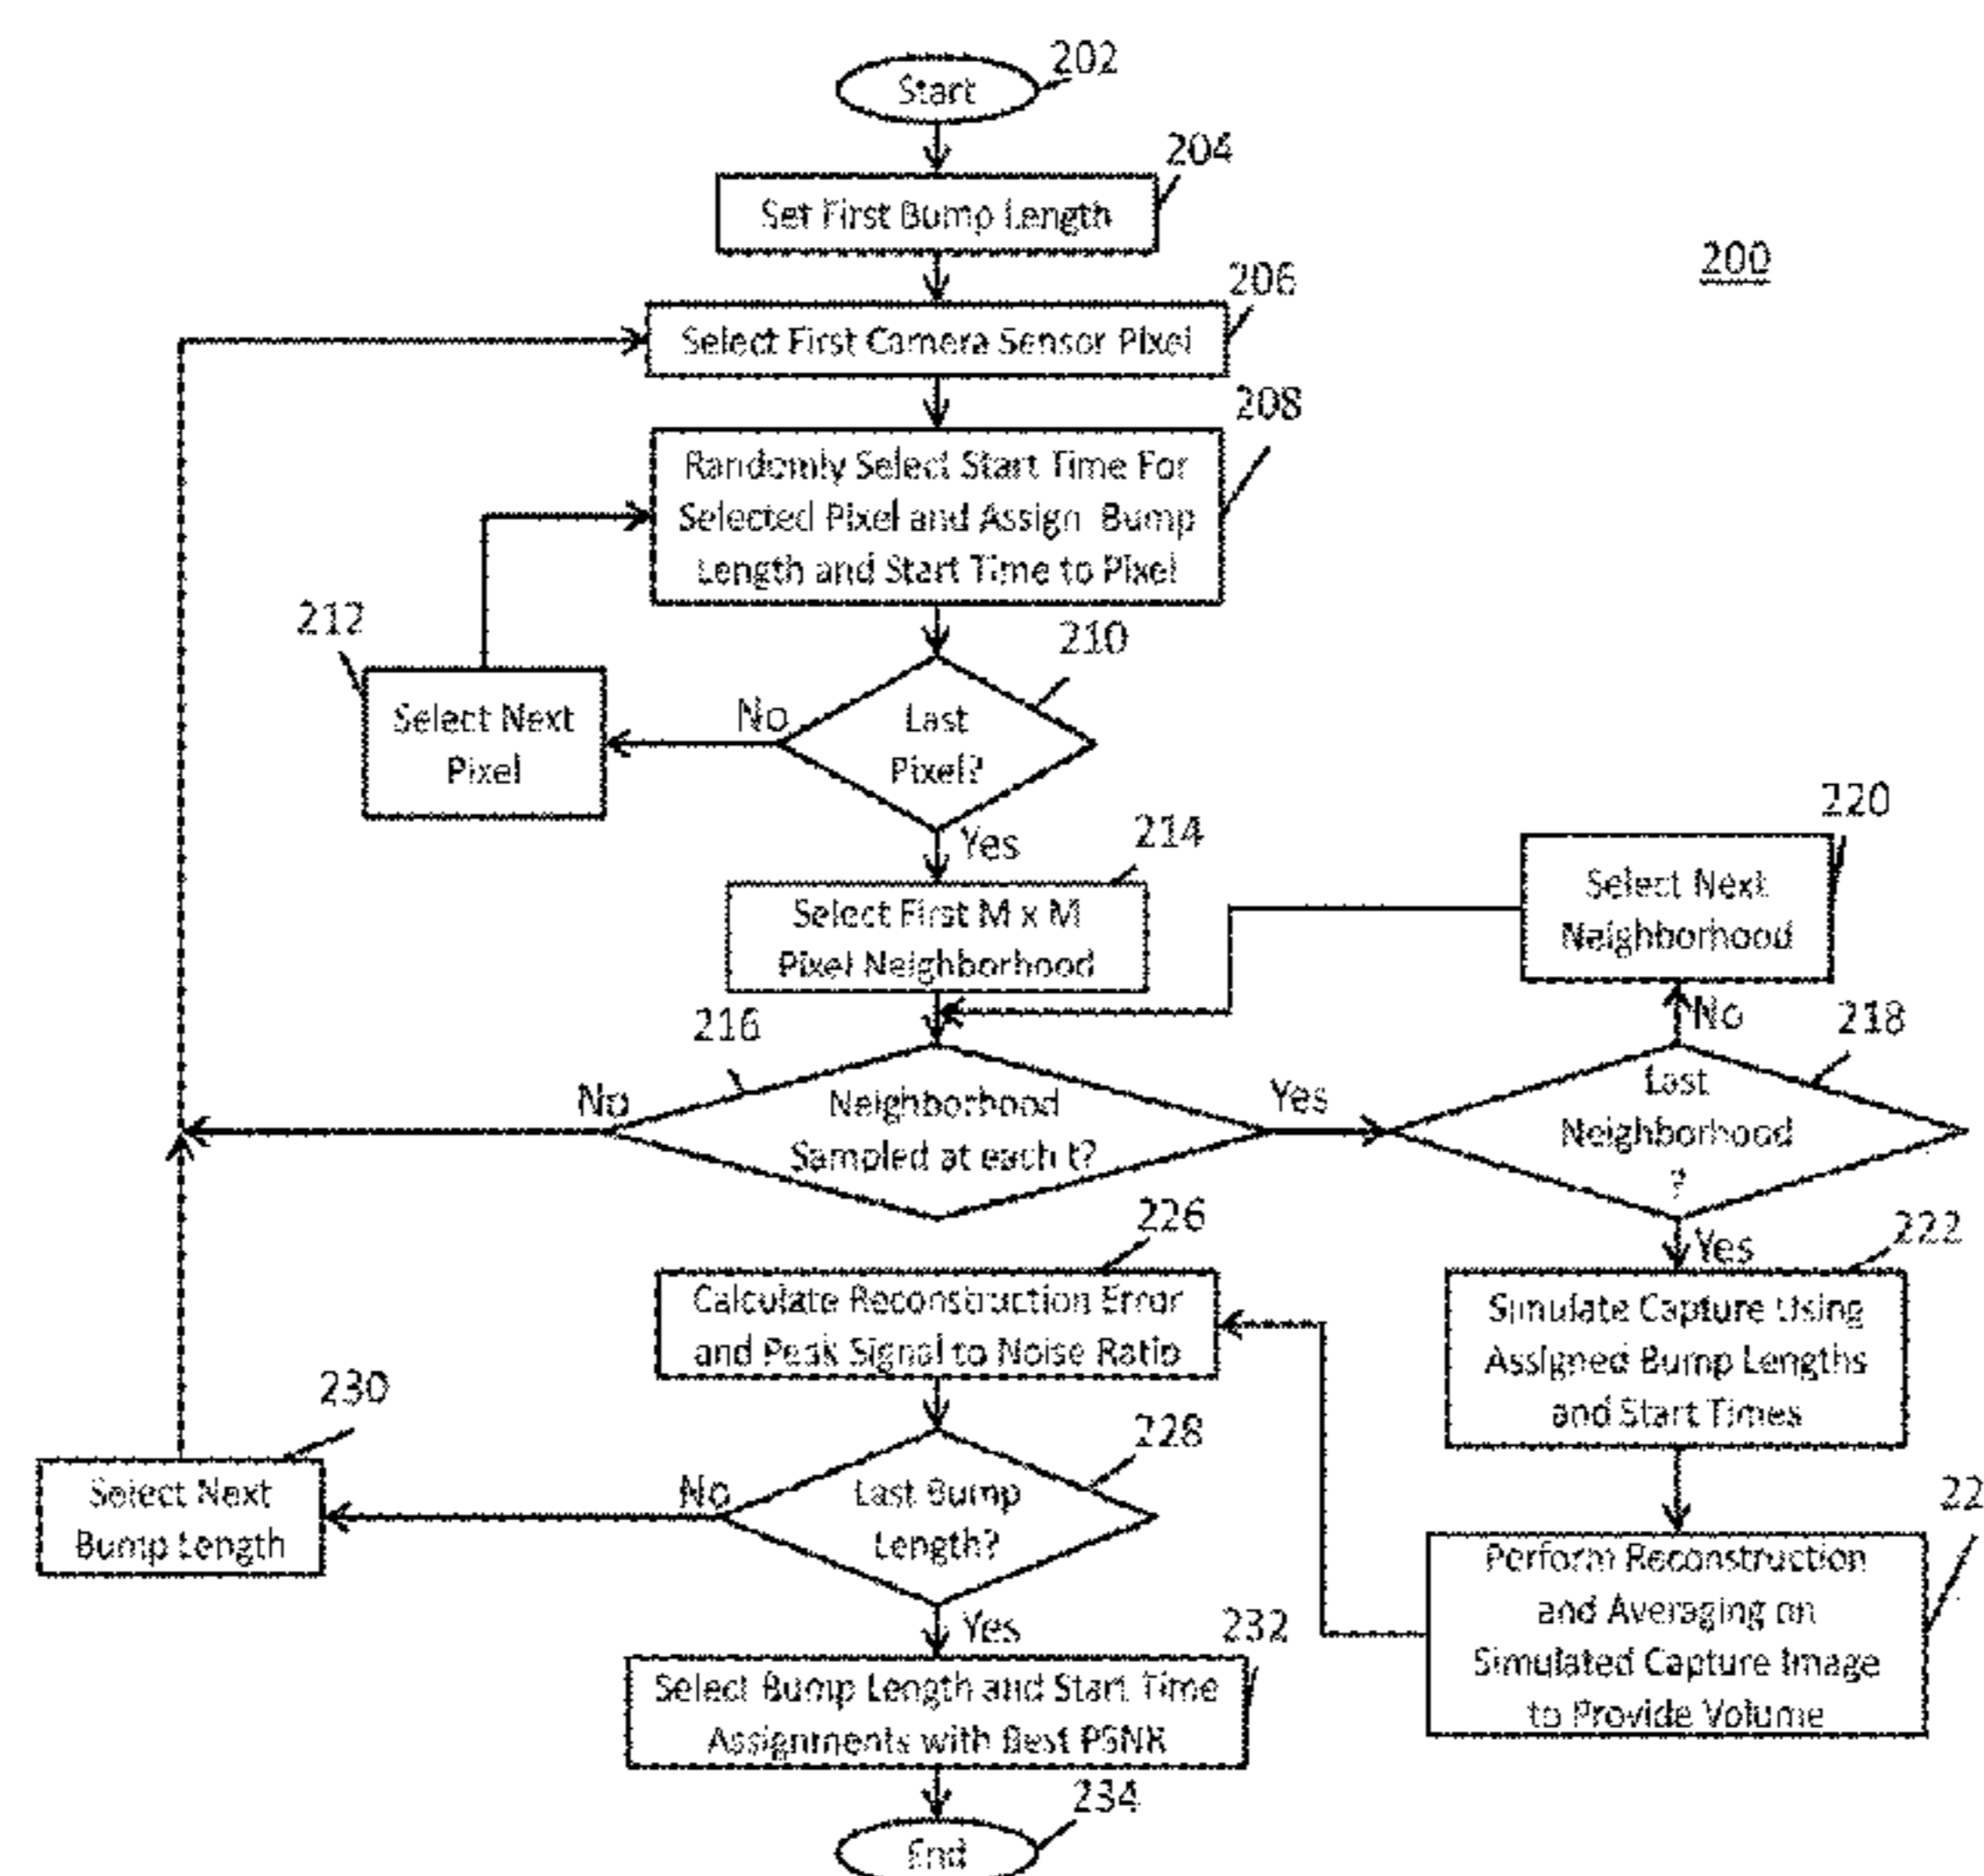 202
Start
204
Set First Bump Length
200
206
Select First Camera Sensor Pixel
208
Randomly Select Start Time For
Selected Pixel and Assign Bump
Length and Start Time to Pixel
212
210
Select Next
Pixel
No
Last
Pixel?
Yes
214
220
Select First M x M
Pixel Neighborhood
Select Next
Neighborhood
216
No
218
No
Neighborhood
Sampled at each t?
Yes
Last
Neighborhood
?
226
Yes
222
Calculate Reconstruction Error
and Peak Signal to Noise Ratio
Simulate Capture Using
Assigned Bump Lengths
and Start Times
230
228
Select Next
Bump Length
No
Last Bump
Length?
22
Perform Reconstruction
and Averaging on
Simulated Capture Image
to Provide Volume
Yes
232
Select Bump Length and Start Time
Assignments with Best PSNR
234
End